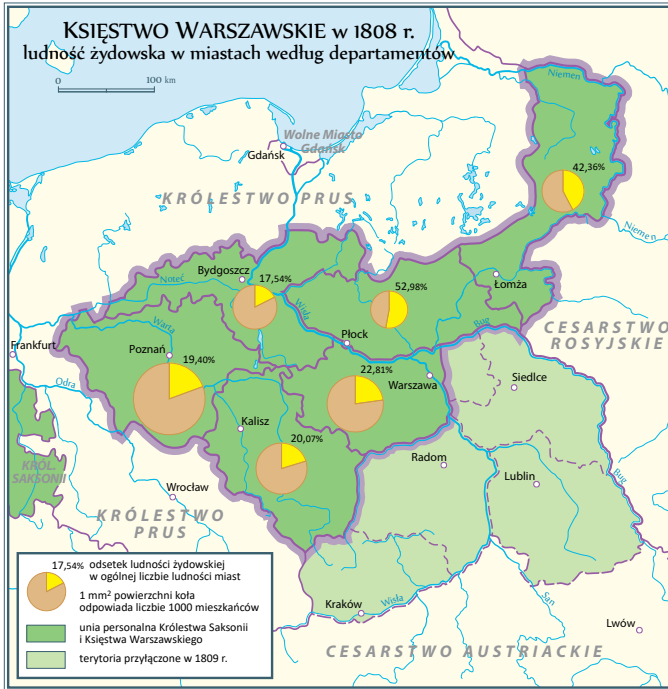 KSIĘSTWO WARSZAWSKIE w 1808 r.
ludność żydowska w miastach według departamentów
0 100 km
Niemen
Wolne Miasto
Gdańsk
Gdańsk
42,36%
KRÓLESTWO PRUS
Niemen
Bydgoszcz
17,54%
52,98%
Łomża
Noteć
Wisła
Bug
CESARSTWO
ROSYJSKIE
Warta
Płock
Frankfurt
Poznań
19,40%
22,81%
Warszawa
Siedlce
Odra
Kalisz
20,07%
Radom
KRÓL.
SAKSONII
Lublin
Bug
Wrocław
KRÓLESTWO
PRUS
17,54% odsetek ludności żydowskiej
w ogólnej liczbie ludności miast
1 mm² powierzchni koła
odpowiada liczbie 1000 mieszkańców
unia personalna Królestwa Saksonii
i Księstwa Warszawskiego
terytoria przyłączone w 1809 r.
Kraków
Wisła
San
Lwów
CESARSTWO AUSTRIACKIE